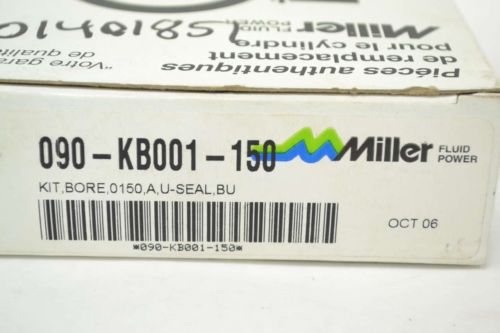 Miller
FLUID
POWER
Pièces authentiques
de remplacement
pour le cylindre
"Votre gara
de qualité
090-KB001-150
Miller
FLUID
POWER
KIT,BORE,0150,A,U-SEAL,BU
OCT 06
*090-KB001-150*